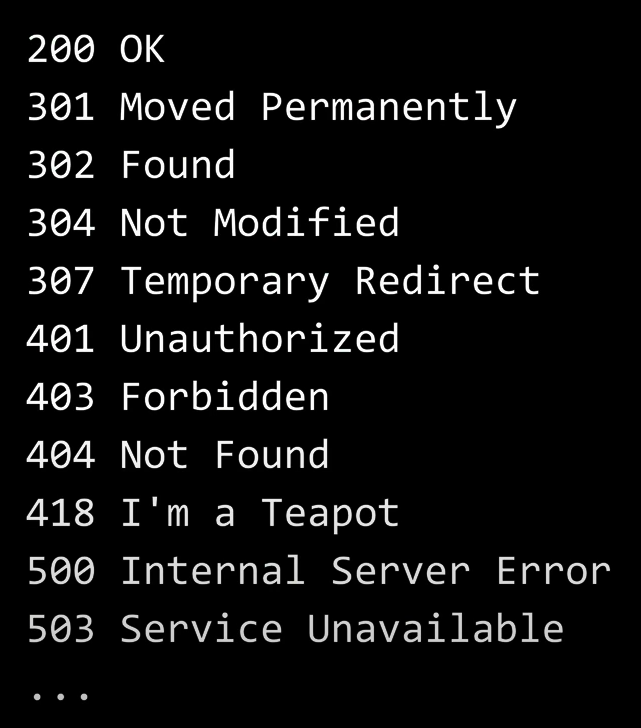 200 OK
301 Moved Permanently
302 Found
304 Not Modified
307 Temporary Redirect
401 Unauthorized
403 Forbidden
404 Not Found
418 I'm a Teapot
500 Internal Server Error
503 Service Unavailable
...